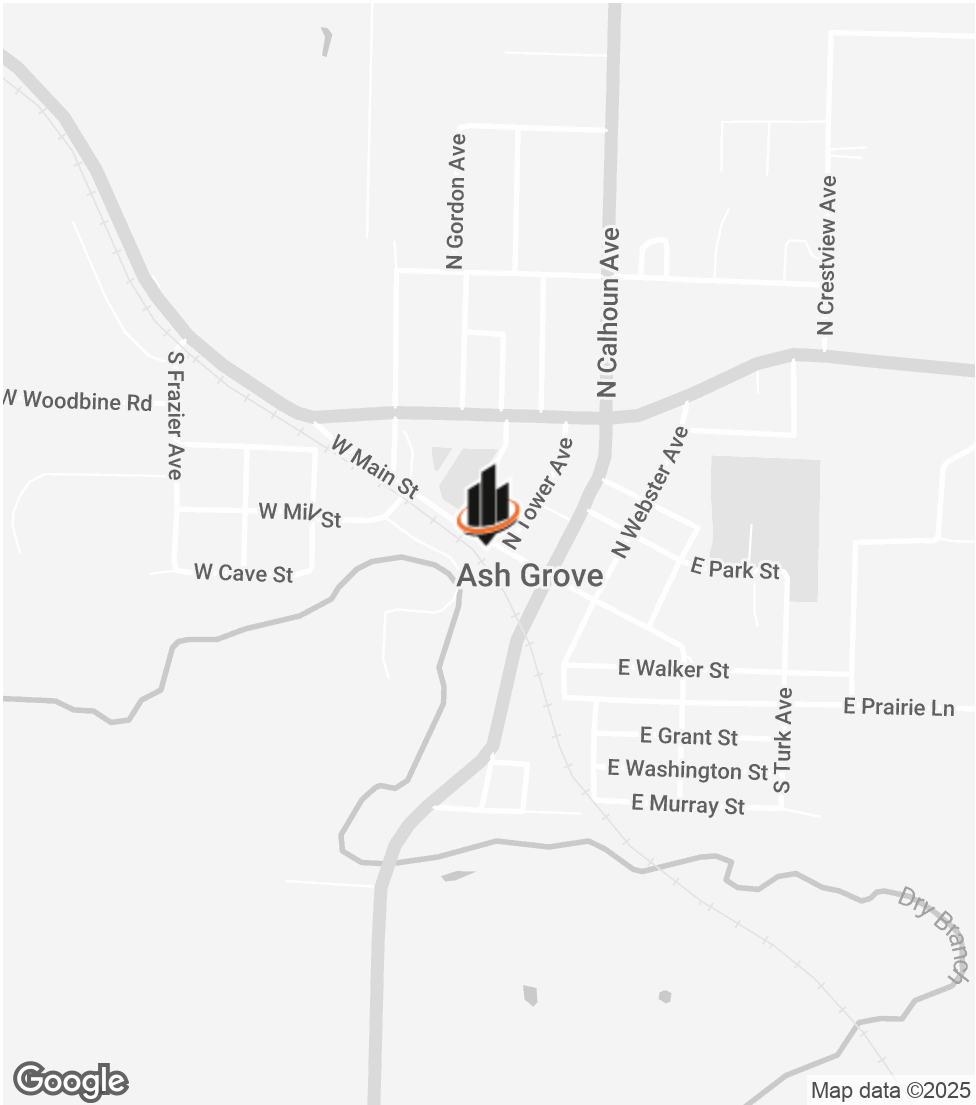 N Gordon Ave
N Crestview Ave
N Calhoun Ave
S Frazier Ave
W Woodbine Rd
W Main St
N Tower Ave
N Webster Ave
W Mill St
W Cave St
Ash Grove
E Park St
E Walker St
E Prairie Ln
S Turk Ave
E Grant St
E Washington St
E Murray St
Dry Branch
Google
Map data ©2025